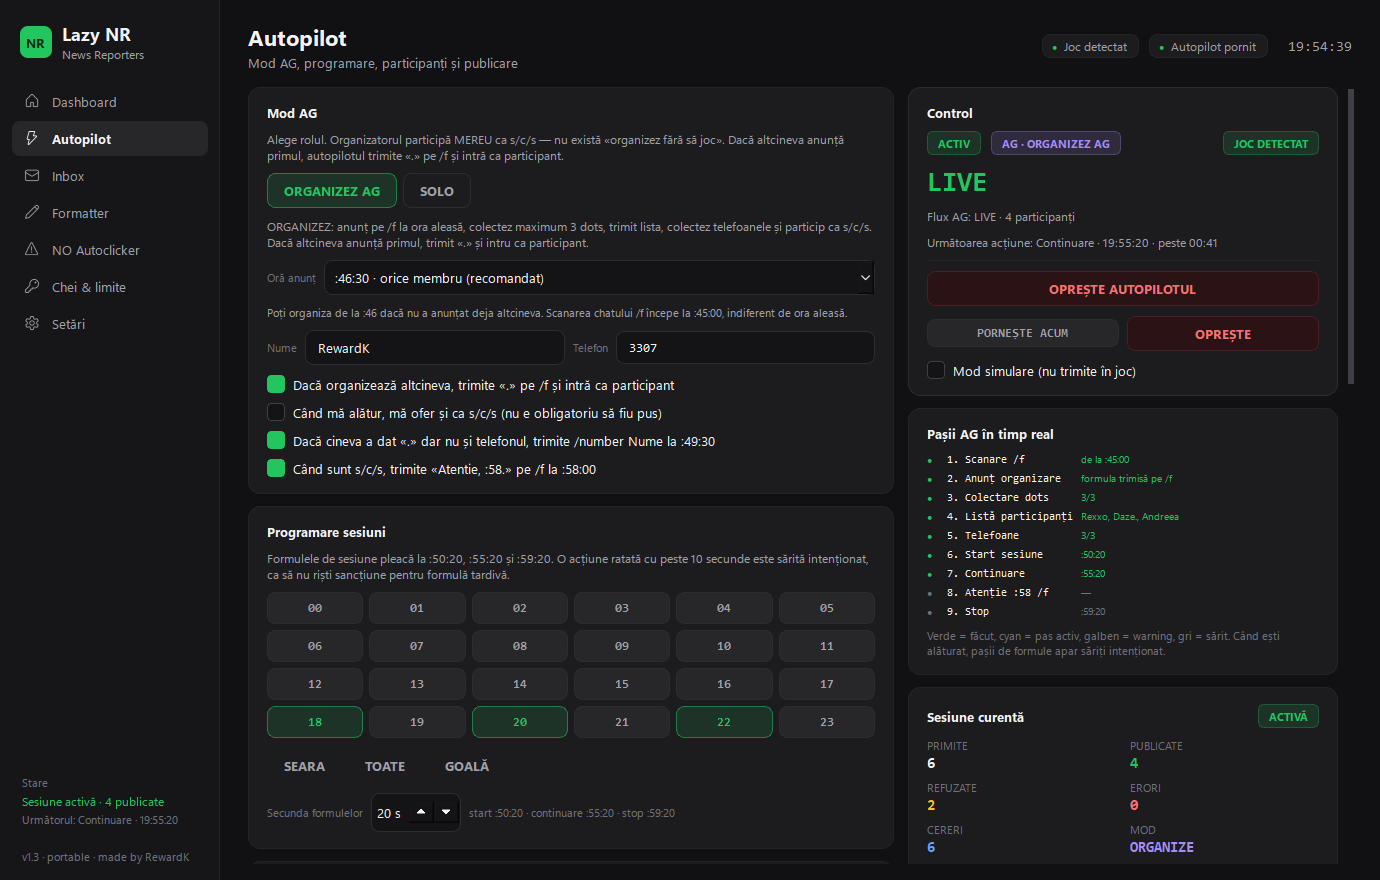 NR
Lazy NR
News Reporters
Dashboard
Autopilot
Inbox
Formatter
NO Autoclicker
Chei & limite
Setări
Stare
Sesiune activă · 4 publicate
Următorul: Continuare · 19:55:20
v1.3 · portable · made by RewardK
Autopilot
Mod AG, programare, participanți și publicare
Joc detectat
Autopilot pornit
19:54:39
Mod AG
Alege rolul. Organizatorul participă MEREU ca s/c/s — nu există «organizez fără să joc». Dacă altcineva anunță
primul, autopilotul trimite «.» pe /f și intră ca participant.
ORGANIZEZ AG
SOLO
ORGANIZEZ: anunț pe /f la ora aleasă, colectez maximum 3 dots, trimit lista, colectez telefoanele și particip ca s/c/s.
Dacă altcineva anunță primul, trimit «.» și intru ca participant.
Oră anunț
:46:30 · orice membru (recomandat)
Poți organiza de la :46 dacă nu a anunțat deja altcineva. Scanarea chatului /f începe la :45:00, indiferent de ora aleasă.
Nume
RewardK
Telefon
3307
Dacă organizează altcineva, trimite «.» pe /f și intră ca participant
Când mă alătur, mă ofer și ca s/c/s (nu e obligatoriu să fiu pus)
Dacă cineva a dat «.» dar nu și telefonul, trimite /number Nume la :49:30
Când sunt s/c/s, trimite «Atentie, :58.» pe /f la :58:00
Programare sesiuni
Formulele de sesiune pleacă la :50:20, :55:20 și :59:20. O acțiune ratată cu peste 10 secunde este sărită intenționat,
ca să nu riști sancțiune pentru formulă tardivă.
00 01 02 03 04 05
06 07 08 09 10 11
12 13 14 15 16 17
18 19 20 21 22 23
SEARA TOATE GOALĂ
Secunda formulelor
20 s
start :50:20 · continuare :55:20 · stop :59:20
Control
ACTIV
AG · ORGANIZEZ AG
JOC DETECTAT
LIVE
Flux AG: LIVE · 4 participanți
Următoarea acțiune: Continuare · 19:55:20 · peste 00:41
OPREȘTE AUTOPILOTUL
PORNEȘTE ACUM
OPREȘTE
Mod simulare (nu trimite în joc)
Pașii AG în timp real
1. Scanare /f de la :45:00
2. Anunț organizare formula trimisă pe /f
3. Colectare dots 3/3
4. Listă participanți Rexxo, Daze., Andreea
5. Telefoane 3/3
6. Start sesiune :50:20
7. Continuare :55:20
8. Atenție :58 /f —
9. Stop :59:20
Verde = făcut, cyan = pas activ, galben = warning, gri = sărit. Când ești
alăturat, pașii de formule apar săriți intenționat.
Sesiune curentă
ACTIVĂ
PRIMITE PUBLICATE
6 4
REFUZATE ERORI
2 0
CERERI MOD
6 ORGANIZE